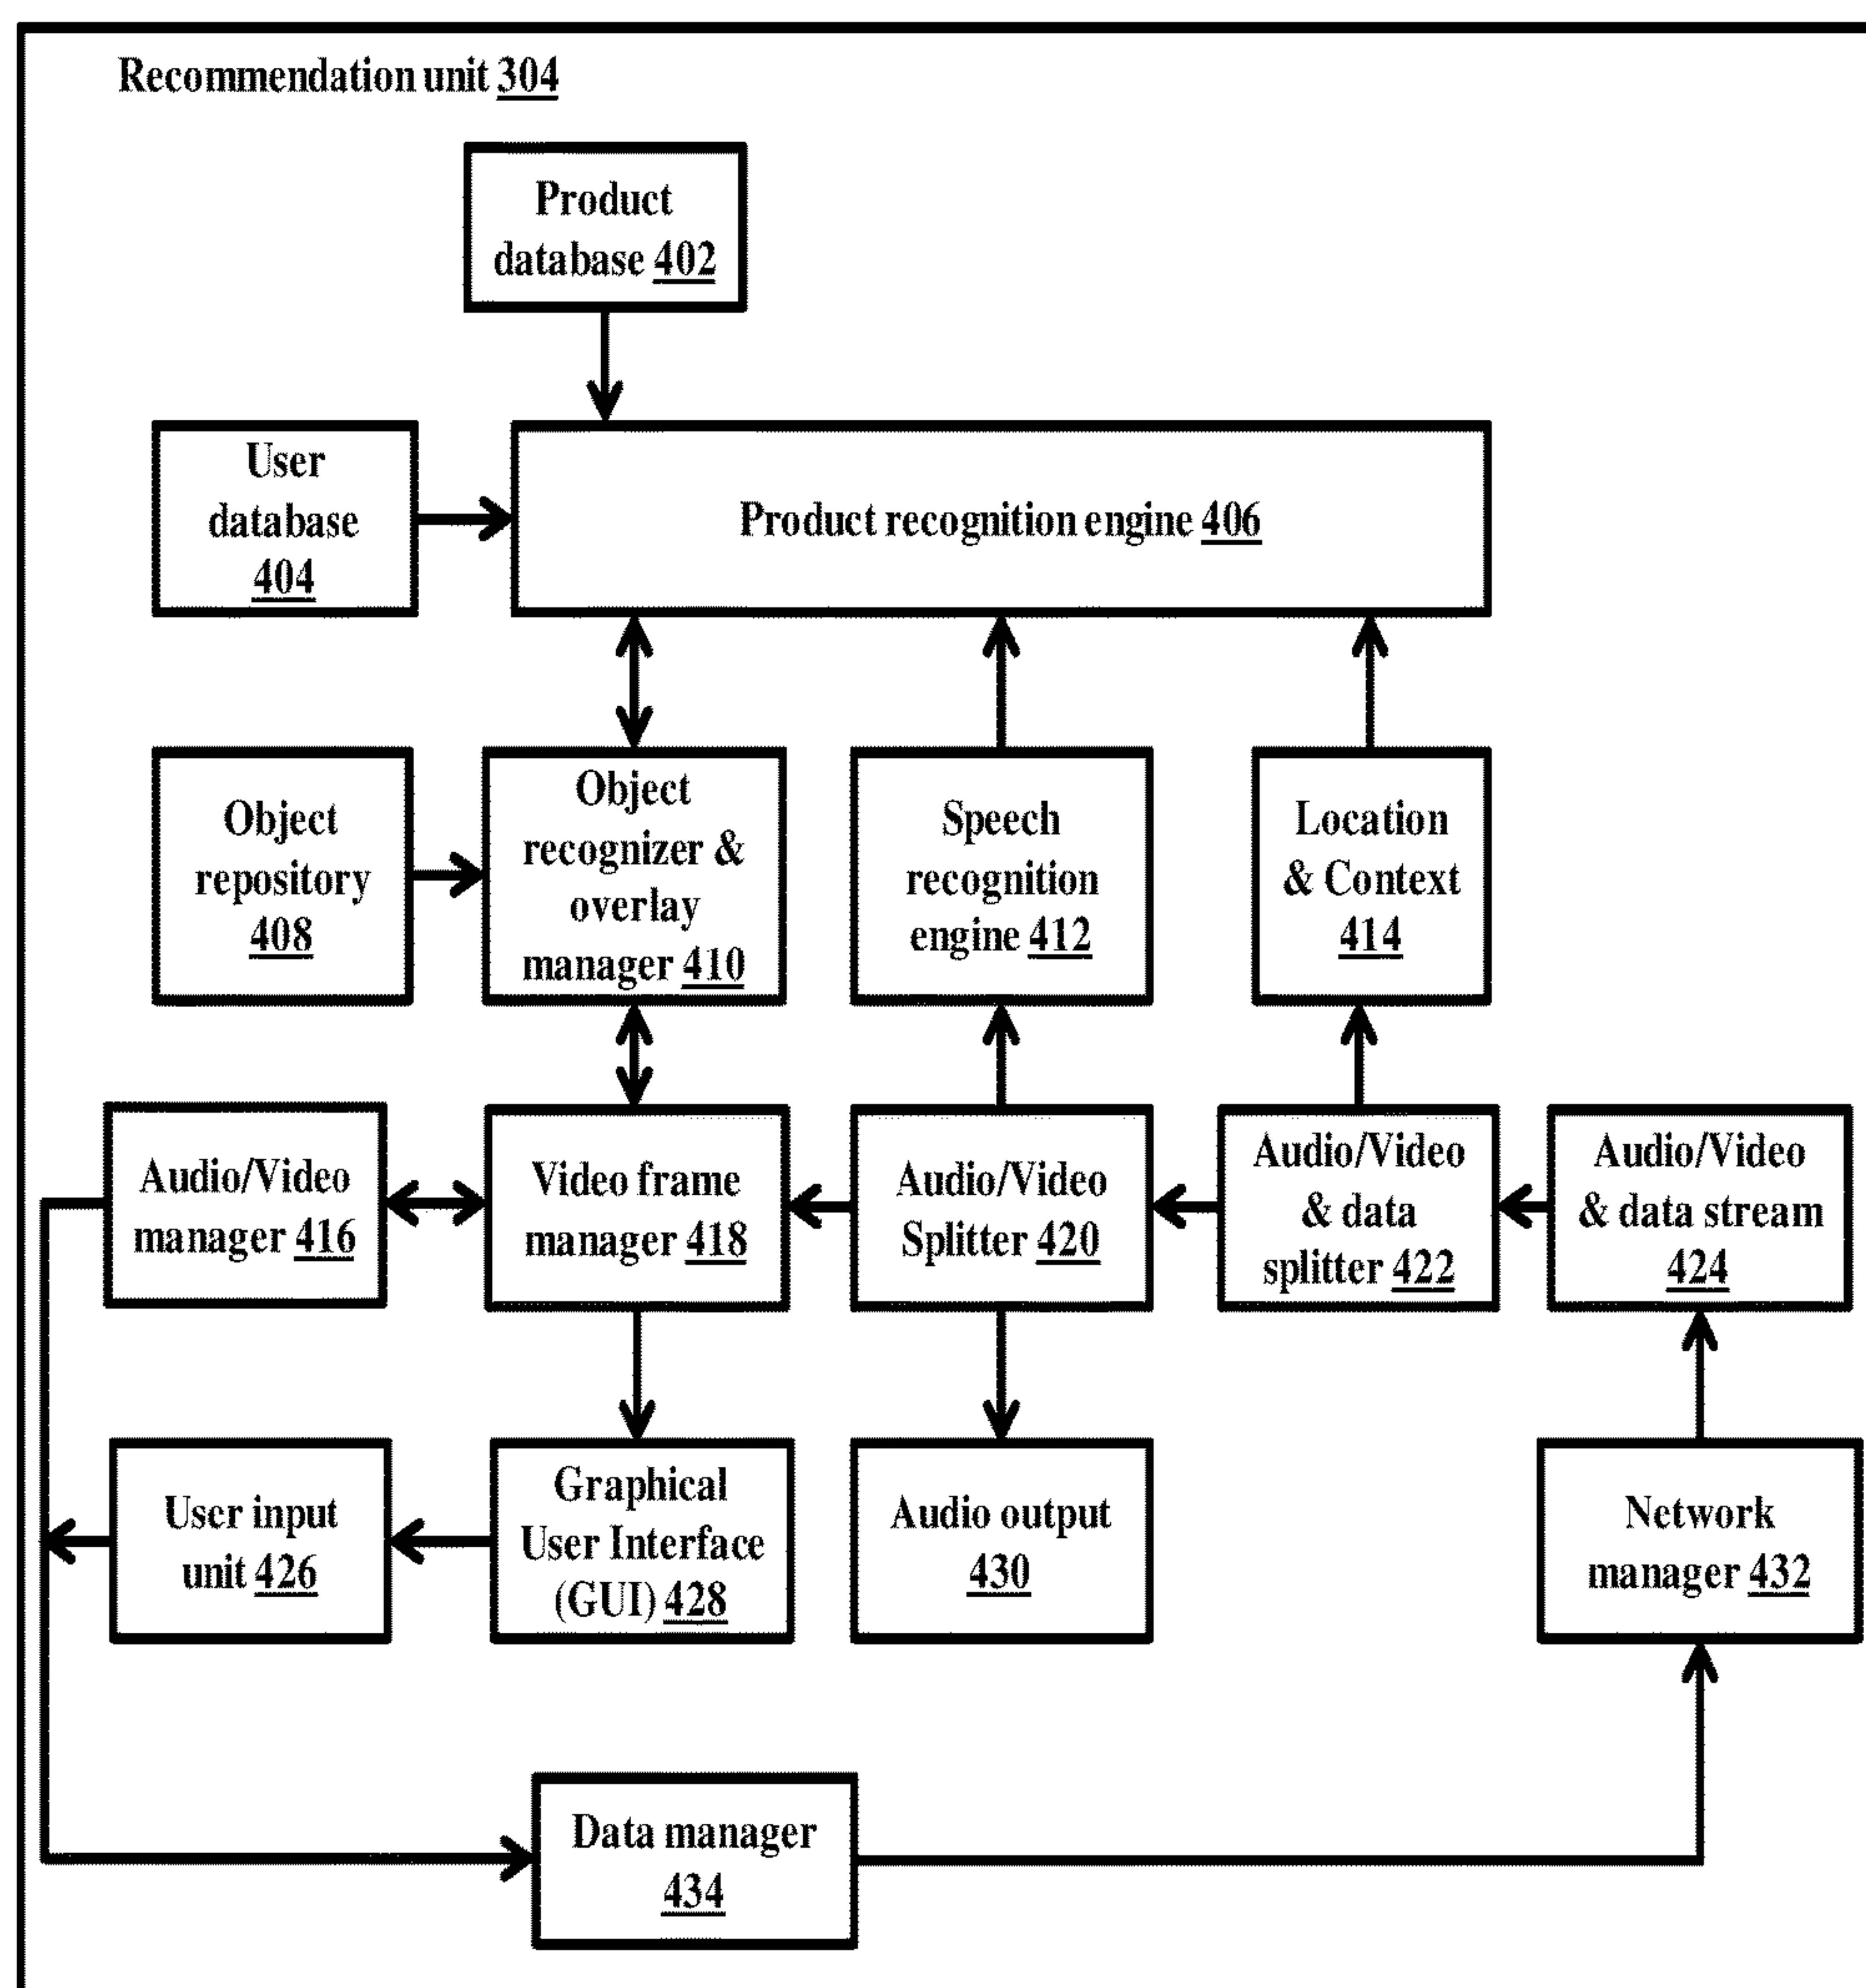 Recommendation unit 304
Product
database 402
User
database
404
Product recognition engine 406
Object
repository
408
Object
recognizer &
overlay
manager 410
Speech
recognition
engine 412
Location
& Context
414
Audio/Video
manager 416
Video frame
manager 418
Audio/Video
Splitter 420
Audio/Video
& data
splitter 422
Audio/Video
& data stream
424
User input
unit 426
Graphical
User Interface
(GUI) 428
Audio output
430
Network
manager 432
Data manager
434